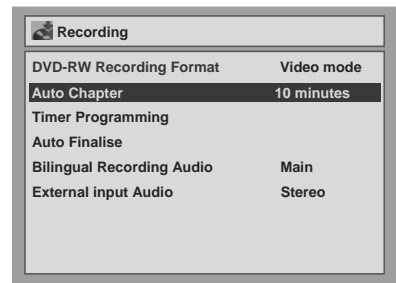 Recording
DVD-RW Recording Format Video mode
Auto Chapter 10 minutes
Timer Programming
Auto Finalise
Bilingual Recording Audio Main
External input Audio Stereo